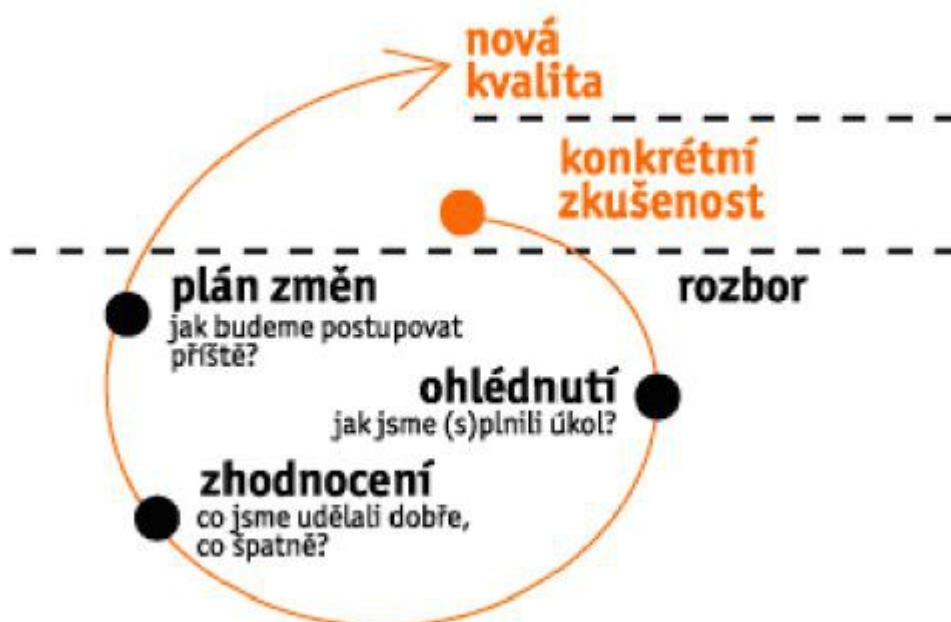 nová
kvalita
konkrétní
zkušenost
rozbor
plán změn
jak budeme postupovat
příště?
ohlédnutí
jak jsme (s)plnili úkol?
zhodnocení
co jsme udělali dobře,
co špatně?